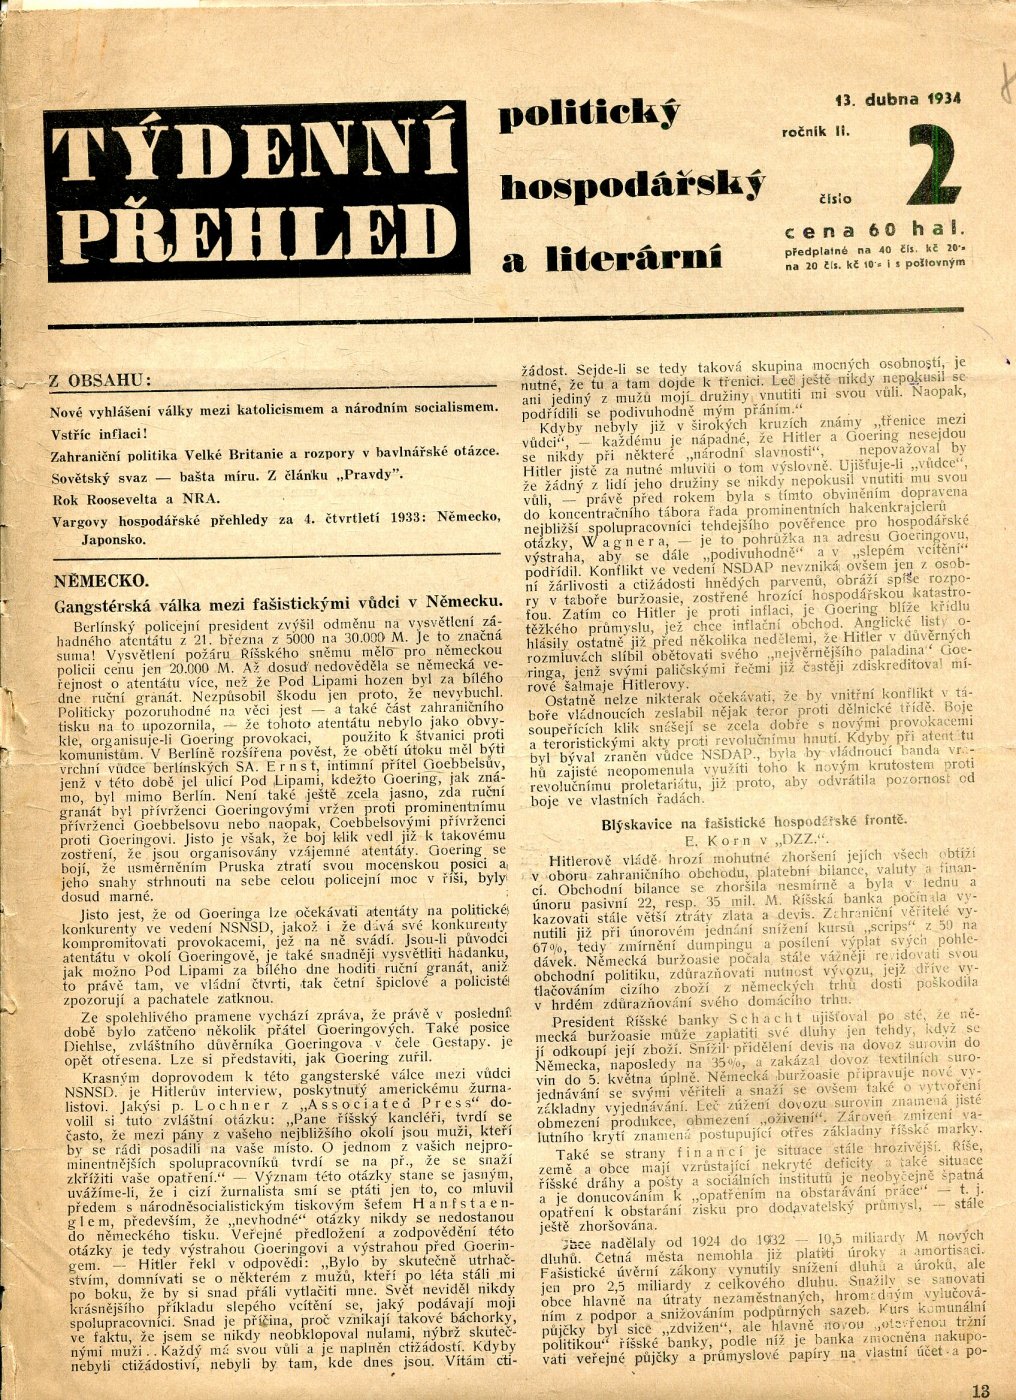 TÝDENNÍ
PŘEHLED
politický
hospodářský
a literární
13. dubna 1934
ročník II.
číslo 2
cena 60 hal.
předplatné na 40 čís. kč 20·-
na 20 čís. kč 10·- i s poštovným
Z OBSAHU:
Nové vyhlášení války mezi katolicismem a národním socialismem.
Vstříc inflaci!
Zahraniční politika Velké Britanie a rozpory v bavlnářské otázce.
Sovětský svaz — bašta míru. Z článku „Pravdy".
Rok Roosevelta a NRA.
Vargovy hospodářské přehledy za 4. čtvrtletí 1933: Německo,
Japonsko.
NĚMECKO.
Gangstérská válka mezi fašistickými vůdci v Německu.
Berlínský policejní president zvýšil odměnu na vysvětlení zá-
hadného atentátu z 21. března z 5000 na 30.000 M. Je to značná
suma! Vysvětlení požáru Říšského sněmu mělo pro německou
policii cenu jen 20.000 M. Až dosud nedověděla se německá ve-
řejnost o atentátu více, než že Pod Lipami hozen byl za bílého
dne ruční granát. Nezpůsobil škodu jen proto, že nevybuchl.
Politicky pozoruhodné na věci jest — a také část zahraničního
tisku na to upozornila, — že tohoto atentátu nebylo jako obvy-
kle, organisuje-li Goering provokaci, použito k štvanici proti
komunistům. V Berlíně rozšířena pověst, že obětí útoku měl býti
vrchní vůdce berlínských SA. Ernst, intimní přítel Goebbelsův,
jenž v této době jel ulicí Pod Lipami, kdežto Goering, jak zná-
mo, byl mimo Berlín. Není také ještě zcela jasno, zda ruční
granát byl přívrženci Goeringovými vržen proti prominentnímu
přívrženci Goebbelsovu nebo naopak, Coebbelsovými přívrženci
proti Goeringovi. Jisto je však, že boj klik vedl již k takovému
zostření, že jsou organisovány vzájemné atentáty. Goering se
bojí, že usměrněním Pruska ztratí svou mocenskou posici a
jeho snahy strhnouti na sebe celou policejní moc v říši, byly
dosud marné.
Jisto jest, že od Goeringa lze očekávati atentáty na politické
konkurenty ve vedení NSNSD, jakož i že dává své konkurenty
kompromitovati provokacemi, jež na ně svádí. Jsou-li původci
atentátu v okolí Goeringově, je také snadněji vysvětliti hádanku,
jak možno Pod Lipami za bílého dne hoditi ruční granát, aniž
to právě tam, ve vládní čtvrti, tak četní špiclové a policisté
zpozorují a pachatele zatknou.
Ze spolehlivého pramene vychází zpráva, že právě v poslední
době bylo zatčeno několik přátel Goeringových. Také posice
Diehlse, zvláštního důvěrníka Goeringova v čele Gestapy. je
opět otřesena. Lze si představiti, jak Goering zuřil.
Krasným doprovodem k této gangsterské válce mezi vůdci
NSNSD. je Hitlerův interview, poskytnutý americkému žurna-
listovi. Jakýsi p. Lochner z „Associated Press" do-
volil si tuto zvláštní otázku: „Pane říšský kancléři, tvrdí se
často, že mezi pány z vašeho nejbližšího okolí jsou muži, kteří
by se rádi posadili na vaše místo. O jednom z vašich nejpro-
minentnějších spolupracovníků tvrdí se na př., že se snaží
zkřížiti vaše opatření." — Význam této otázky stane se jasným,
uvážíme-li, že i cizí žurnalista smí se ptáti jen to, co mluvil
předem s národněsocialistickým tiskovým šefem Hanfstaen-
glem, především, že „nevhodné" otázky nikdy se nedostanou
do německého tisku. Veřejné předložení a zodpovědění této
otázky je tedy výstrahou Goeringovi a výstrahou před Goerin-
gem. — Hitler řekl v odpovědi: „Bylo by skutečně utrhač-
stvím, domnívati se o některém z mužů, kteří po léta stáli mi
po boku, že by si snad přáli vytlačiti mne. Svět neviděl nikdy
krásnějšího příkladu slepého vcítění se, jaký podávají moji
spolupracovníci. Snad je příčina, proč vznikají takové báchorky,
ve faktu, že jsem se nikdy neobklopoval nulami, nýbrž skuteč-
nými muži .. Každý má svou vůli a je naplněn ctižádostí. Kdyby
nebyli ctižádostiví, nebyli by tam, kde dnes jsou. Vítám cti-
žádost. Sejde-li se tedy taková skupina mocných osobností, je
nutné, že tu a tam dojde k třenici. Leč ještě nikdy nepokusil se
ani jediný z mužů mojí družiny vnutiti mi svou vůli. Naopak,
podřídili se podivuhodně mým přáním."
Kdyby nebyly již v širokých kruzích známy „třenice mezi
vůdci", — každému je nápadné, že Hitler a Goering nesejdou
se nikdy při některé „národní slavnosti", nepovažoval by
Hitler jistě za nutné mluviti o tom výslovně. Ujišťuje-li „vůdce",
že žádný z lidí jeho družiny se nikdy nepokusil vnutiti mu svou
vůli, — právě před rokem byla s tímto obviněním dopravena
do koncentračního tábora řada prominentních hakenkrajclerů
nejbližší spolupracovníci tehdejšího pověřence pro hospodářské
otázky, Wagnera, — je to pohrůžka na adresu Goeringovu,
výstraha, aby se dále „podivuhodně" a v „slepém vcítění"
podřídil. Konflikt ve vedení NSDAP nevzniká ovšem jen z osob-
ní žárlivosti a ctižádosti hnědých parvenů, obráží spíše rozpo-
ry v taboře buržoasie, zostřené hrozící hospodářskou katastro-
fou. Zatím co Hitler je proti inflaci, je Goering blíže křídlu
těžkého průmyslu, jež chce inflační obchod. Anglické listy o-
hlásily ostatně již před několika nedělemi, že Hitler v důvěrných
rozmluvách slíbil obětovati svého „nejvěrnějšího paladina" Goe-
ringa, jenž svými paličskými řečmi již častěji zdiskreditoval mí-
rové šalmaje Hitlerovy.
Ostatně nelze nikterak očekávati, že by vnitřní konflikt v tá-
boře vládnoucích zeslabil nějak teror proti dělnické třídě. Boje
soupeřících klik snášejí se zcela dobře s novými provokacemi
a teroristickými akty proti revolučnímu hnutí. Kdyby při atentátu
byl býval zraněn vůdce NSDAP., byla by vládnoucí banda vra-
hů zajisté neopomenula využíti toho k novým krutostem proti
revolučnímu proletariátu, již proto, aby odvrátila pozornost od
boje ve vlastních řadách.
Blýskavice na fašistické hospodářské frontě.
E. Korn v „DZZ.".
Hitlerově vládě hrozí mohutné zhoršení jejích všech obtíží
v oboru zahraničního obchodu, platební bilance, valuty a finan-
cí. Obchodní bilance se zhoršila nesmírně a byla v lednu a
únoru pasivní 22, resp. 35 mil. M. Říšská banka počínala vy-
kazovati stále větší ztráty zlata a devis. Zahraniční věřitelé vy-
nutili již při únorovém jednání snížení kursů „scrips" z 50 na
67%, tedy zmírnění dumpingu a posílení výplat svých pohle-
dávek. Německá buržoasie počala stále vážněji revidovati svou
obchodní politiku, zdůrazňovati nutnost vývozu, jejž dříve vy-
tlačováním cizího zboží z německých trhů dosti poškodila
v hrdém zdůrazňování svého domácího trhu.
President Říšské banky Schacht ujišťoval po sté, že ně-
mecká buržoasie může zaplatiti své dluhy jen tehdy, když se
jí odkoupí její zboží. Snížil přidělení devis na dovoz surovin do
Německa, naposledy na 35%, a zakázal dovoz textilních suro-
vin do 5. května úplně. Německá buržoasie připravuje nové vy-
jednávání se svými věřiteli a snaží se ovšem také o vytvoření
základny vyjednávání. Leč zúžení dovozu surovin znamená jisté
obmezení produkce, obmezení „oživení". Zároveň zmizení va-
lutního krytí znamená postupující otřes základny říšské marky.
Také se strany financí je situace stále hrozivější. Říše,
země a obce mají vzrůstající nekryté deficity a také situace
říšské dráhy a pošty a sociálních institutů je neobyčejně špatná
a je donucováním k „opatřením na obstarávání práce" — t. j.
opatření k obstarání zisku pro dodavatelský průmysl, — stále
ještě zhoršována.
Obce nadělaly od 1924 do 1932 — 10,5 miliardy M nových
dluhů. Četná města nemohla již platiti úroky a amortisaci.
Fašistické úvěrní zákony vynutily snížení dluhů a úroků, ale
jen pro 2,5 miliardy z celkového dluhu. Snažily se sanovati
obce hlavně na útraty nezaměstnaných, hromadným vylučová-
ním z podpor a snižováním podpůrných sazeb. Kurs komunální
půjčky byl sice „zdvižen", ale hlavně novou „otevřenou tržní
politikou" říšské banky, podle níž je banka zmocněna nakupo-
vati veřejné půjčky a průmyslové papíry na vlastní účet a po-
13